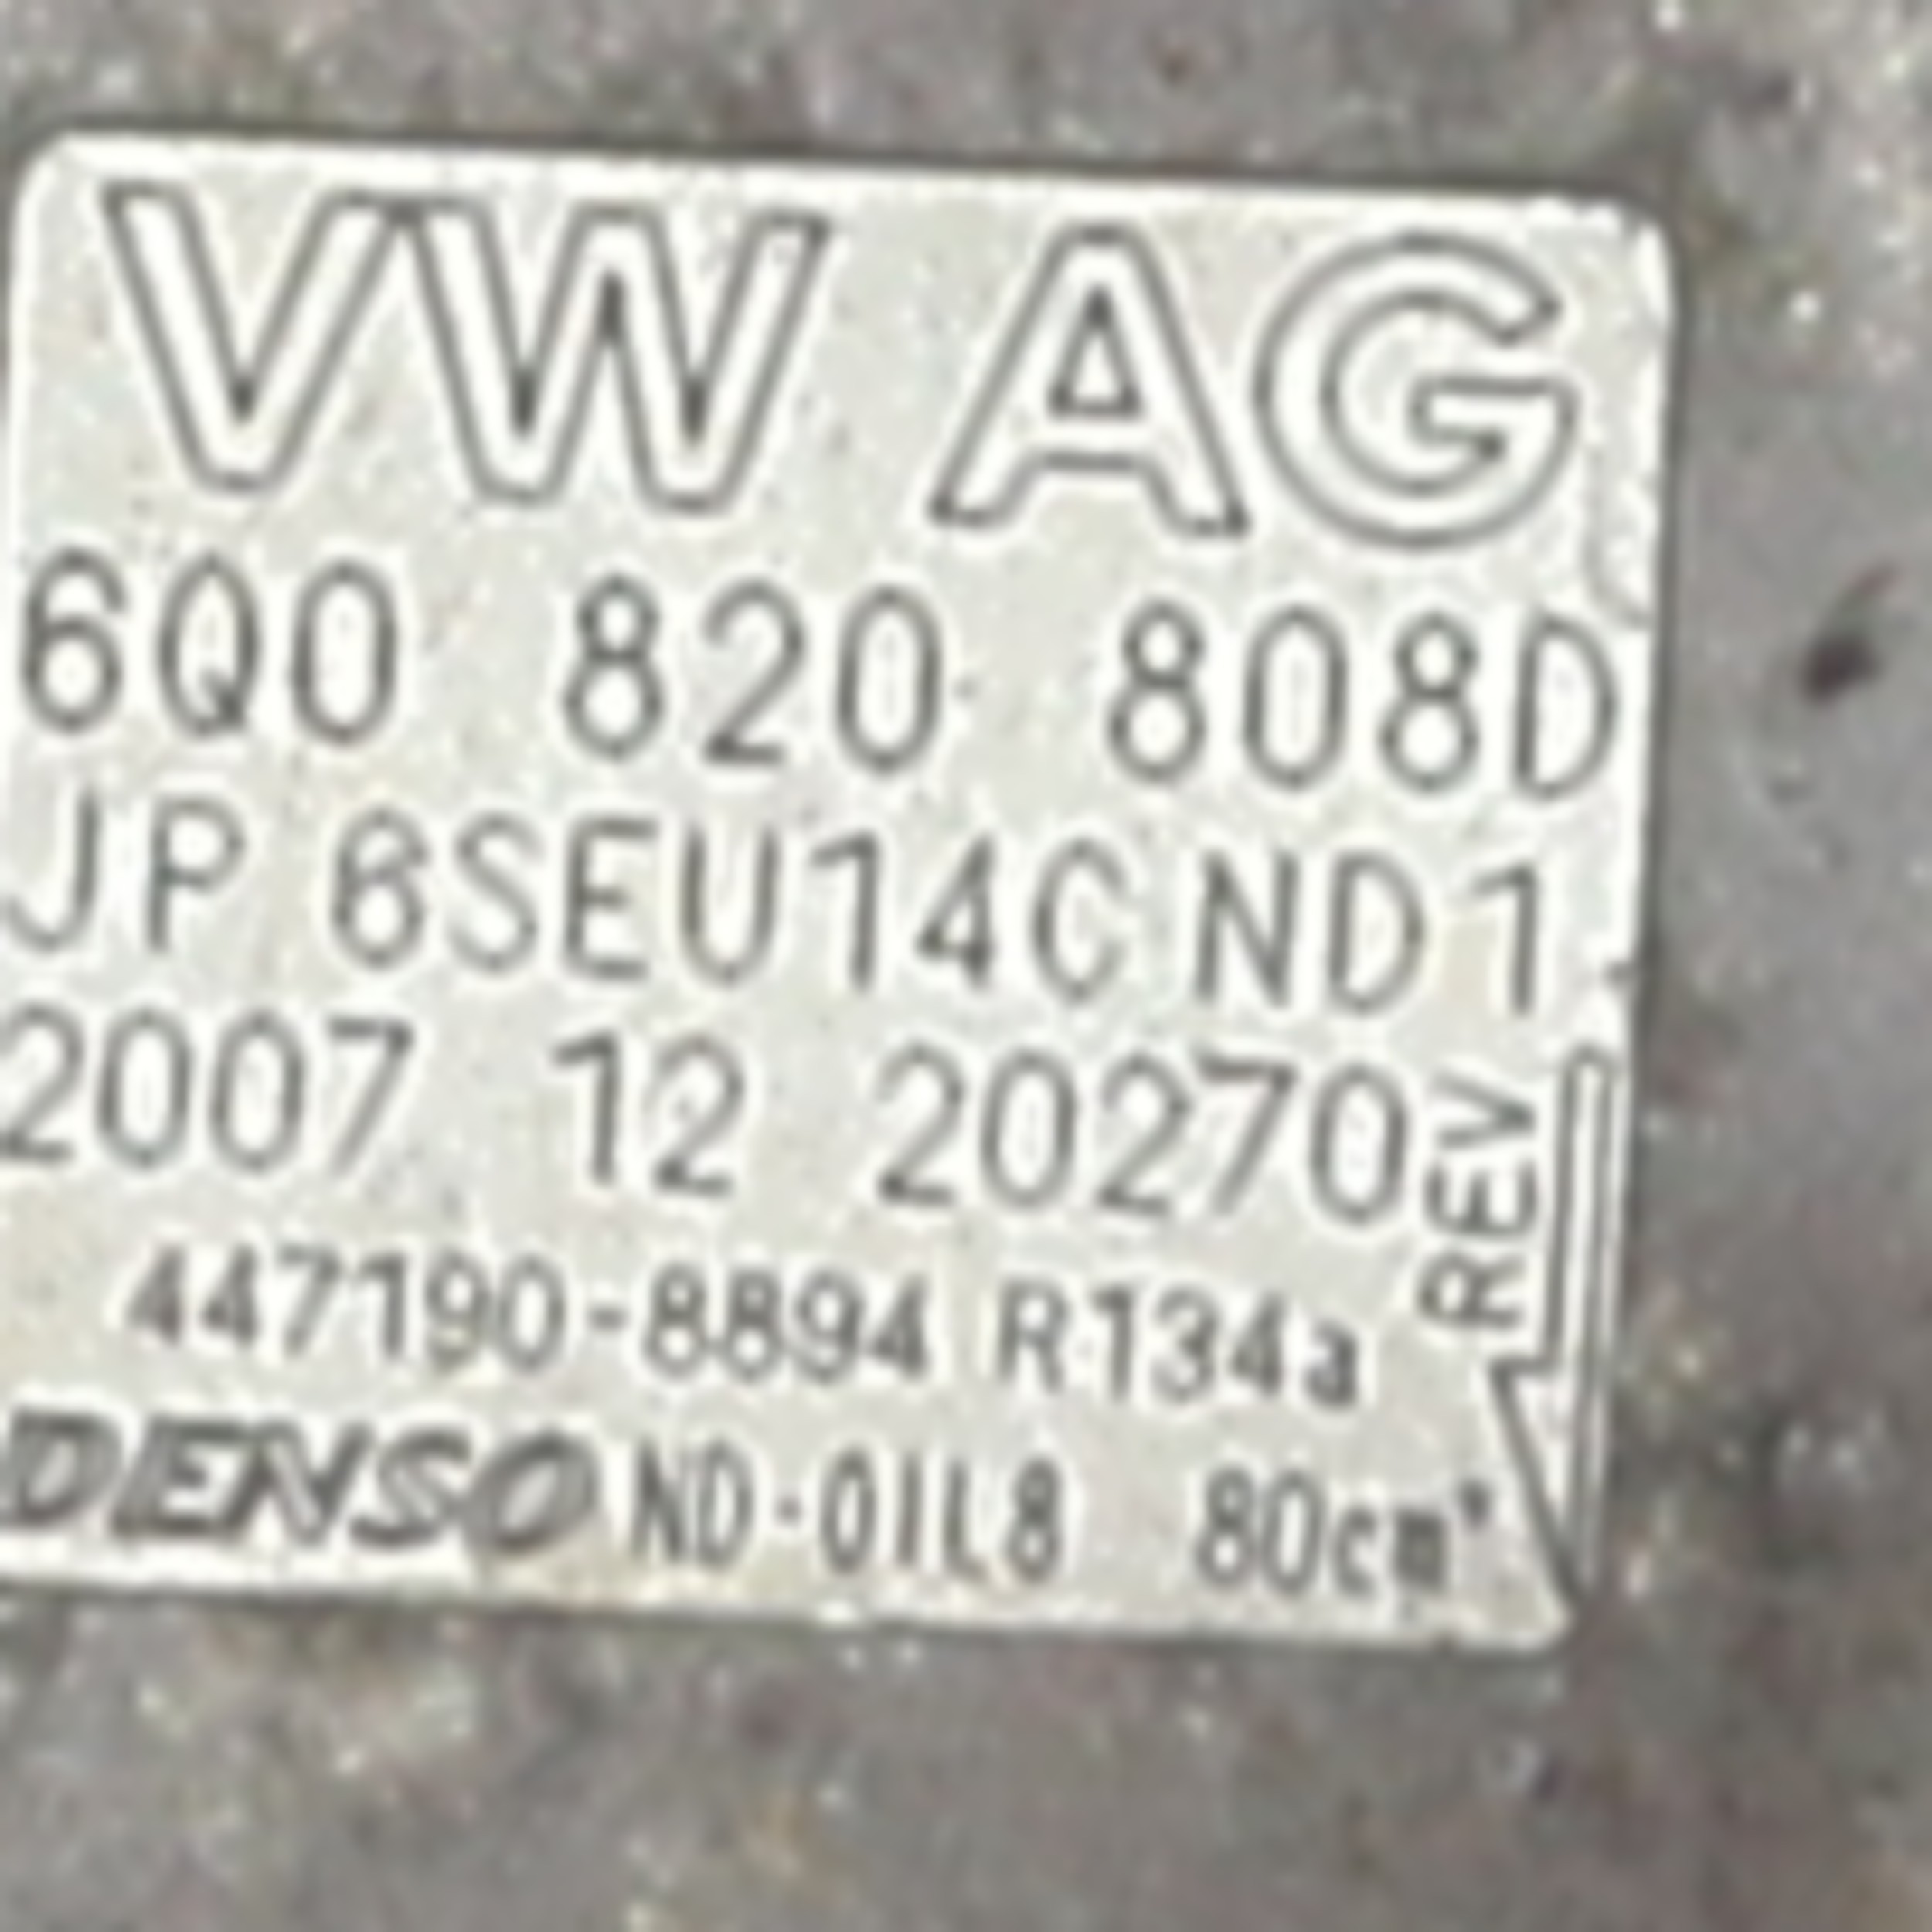 VW AG
6Q0 820 808D
JP 6SEU14C ND1
2007 12 20270
REV
447190-8894 R134a
DENSO ND-OIL8 80cm³